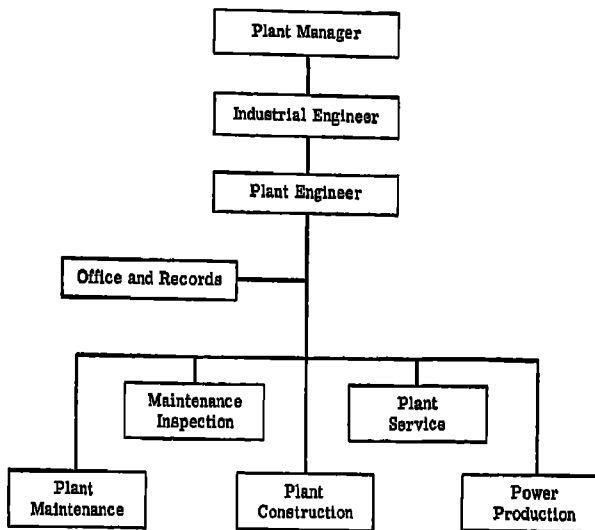 Plant Manager
Industrial Engineer
Plant Engineer
Office and Records
Maintenance
Inspection
Plant
Service
Plant
Maintenance
Plant
Construction
Power
Production